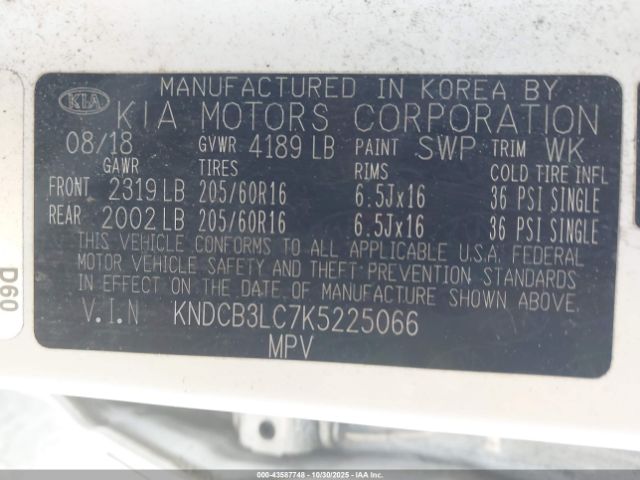 MANUFACTURED IN KOREA BY
KIA KIA MOTORS CORPORATION
08/18 GVWR 4189 LB PAINT SWP TRIM WK
GAWR TIRES RIMS COLD TIRE INFL
FRONT 2319 LB 205/60R16 6.5Jx16 36 PSI SINGLE
REAR 2002 LB 205/60R16 6.5Jx16 36 PSI SINGLE
THIS VEHICLE CONFORMS TO ALL APPLICABLE U.S.A. FEDERAL
MOTOR VEHICLE SAFETY AND THEFT PREVENTION STANDARDS
IN EFFECT ON THE DATE OF MANUFACTURE SHOWN ABOVE.
V.I.N KNDCB3LC7K5225066
MPV
D60
000-43587748 - 10/30/2025 - IAAI.COM